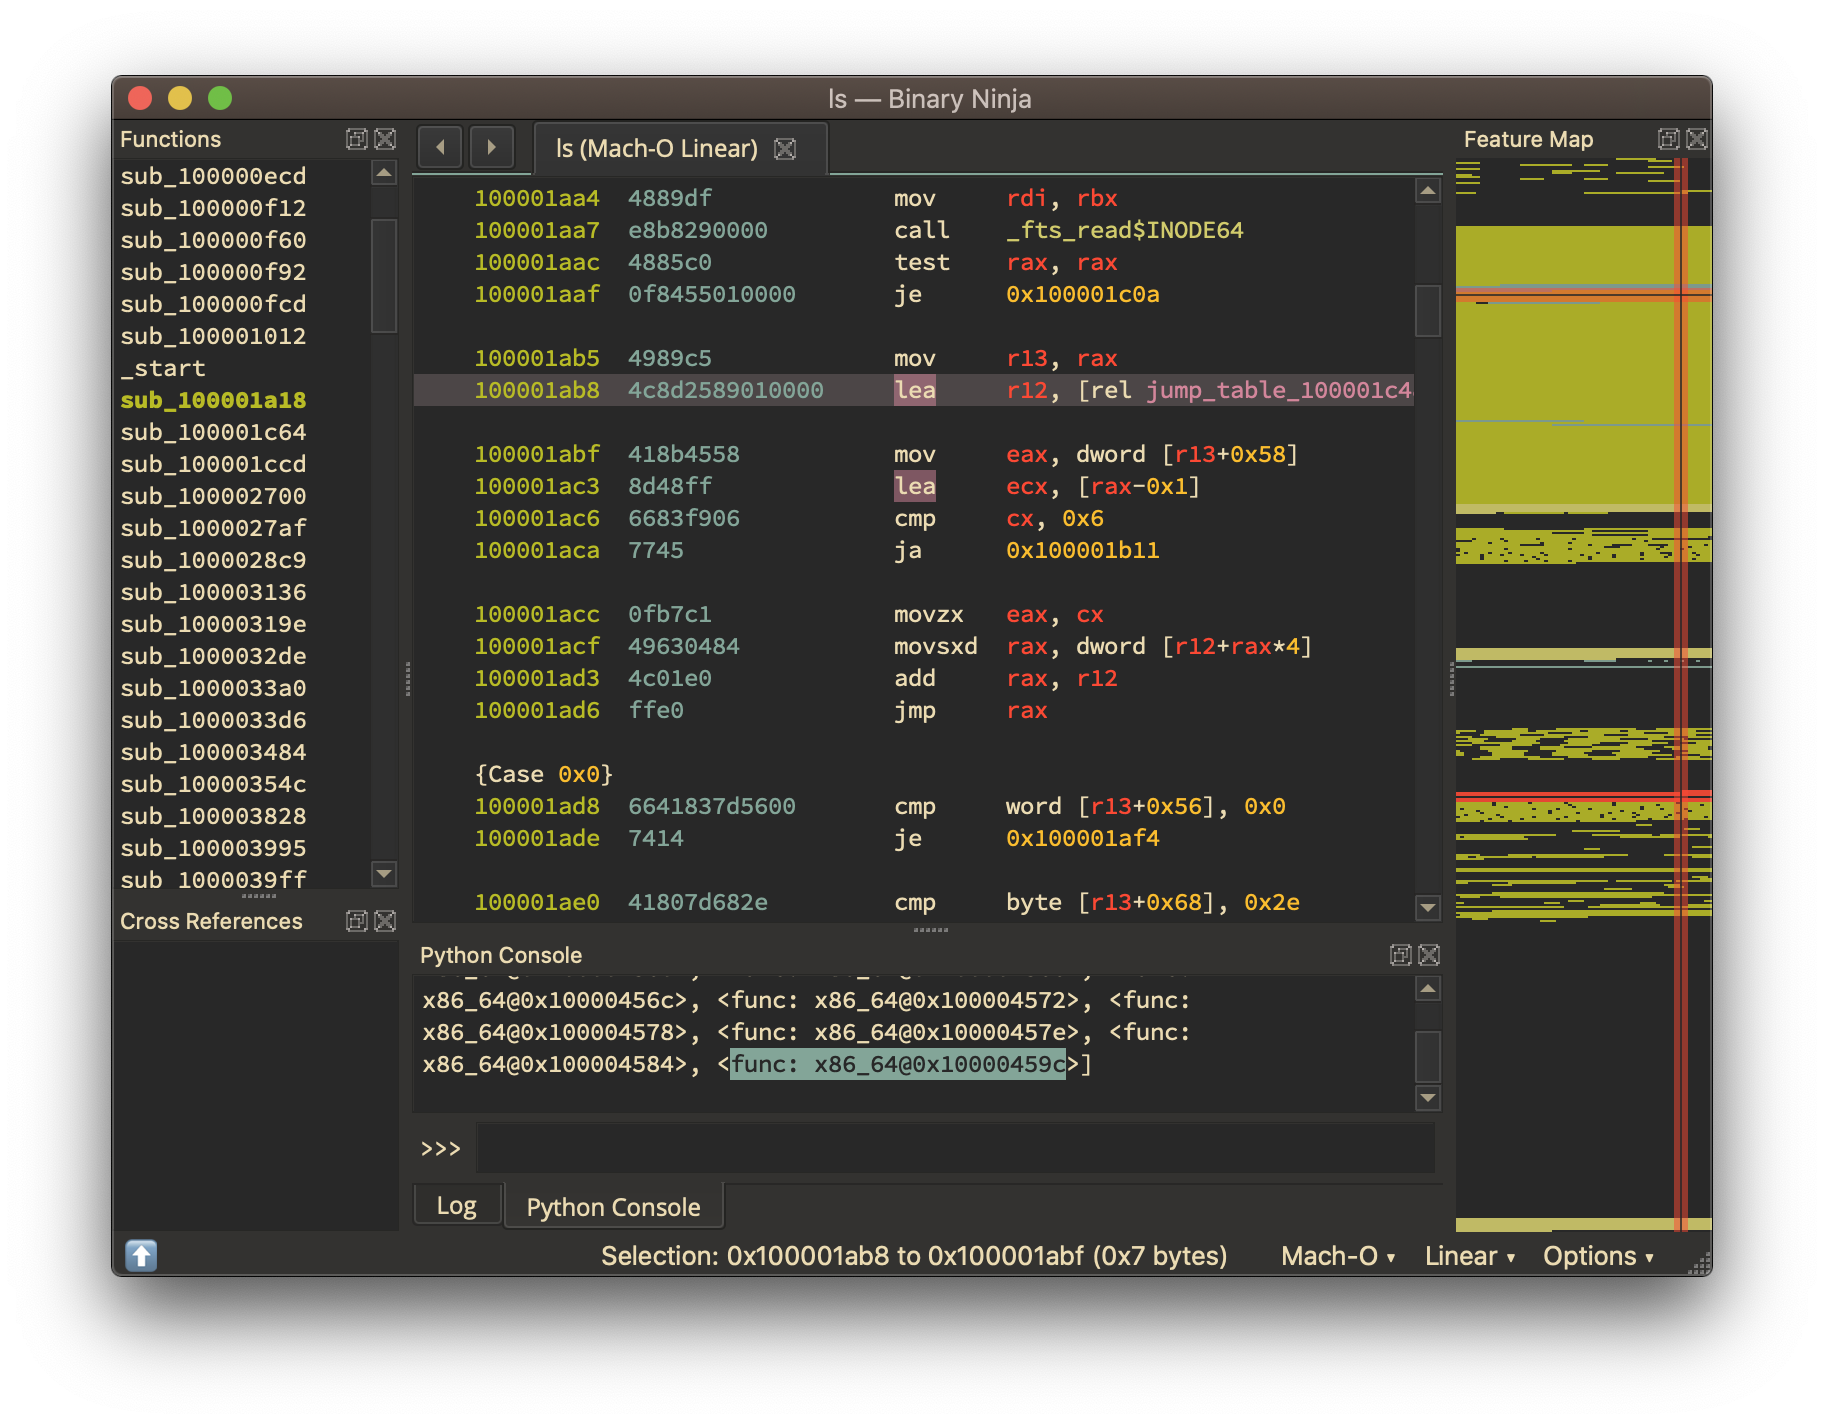 ls — Binary Ninja
Functions
sub_100000ecd
sub_100000f12
sub_100000f60
sub_100000f92
sub_100000fcd
sub_100001012
_start
sub_100001a18
sub_100001c64
sub_100001ccd
sub_100002700
sub_1000027af
sub_1000028c9
sub_100003136
sub_10000319e
sub_1000032de
sub_1000033a0
sub_1000033d6
sub_100003484
sub_10000354c
sub_100003828
sub_100003995
sub_1000039ff
Cross References
ls (Mach-O Linear)
100001aa4 4889df mov rdi, rbx
100001aa7 e8b8290000 call _fts_read$INODE64
100001aac 4885c0 test rax, rax
100001aaf 0f8455010000 je 0x100001c0a
100001ab5 4989c5 mov r13, rax
100001ab8 4c8d2589010000 lea r12, [rel jump_table_100001c4
100001abf 418b4558 mov eax, dword [r13+0x58]
100001ac3 8d48ff lea ecx, [rax-0x1]
100001ac6 6683f906 cmp cx, 0x6
100001aca 7745 ja 0x100001b11
100001acc 0fb7c1 movzx eax, cx
100001acf 49630484 movsxd rax, dword [r12+rax*4]
100001ad3 4c01e0 add rax, r12
100001ad6 ffe0 jmp rax
{Case 0x0}
100001ad8 6641837d5600 cmp word [r13+0x56], 0x0
100001ade 7414 je 0x100001af4
100001ae0 41807d682e cmp byte [r13+0x68], 0x2e
Python Console
x86_64@0x10000456c>, <func: x86_64@0x100004572>, <func:
x86_64@0x100004578>, <func: x86_64@0x10000457e>, <func:
x86_64@0x100004584>, <func: x86_64@0x10000459c>]
>>>
Log Python Console
Feature Map
Selection: 0x100001ab8 to 0x100001abf (0x7 bytes) Mach-O Linear Options